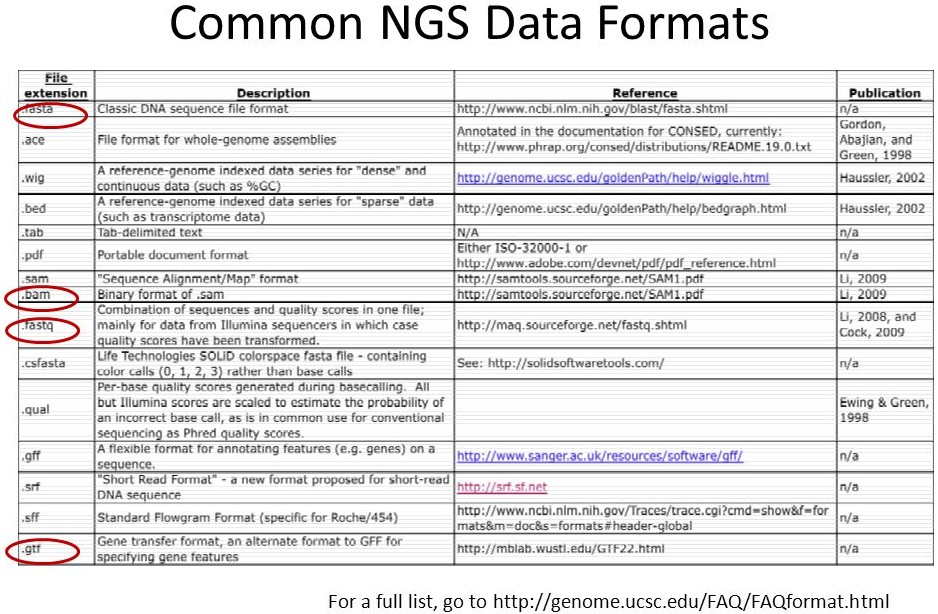 Common NGS Data Formats
File
extension Description Reference Publication
.fasta Classic DNA sequence file format http://www.ncbi.nlm.nih.gov/blast/fasta.shtml n/a
.ace File format for whole-genome assemblies Annotated in the documentation for CONSED, currently:
http://www.phrap.org/consed/distributions/README.19.0.txt Gordon,
Abajian, and
Green, 1998
.wig A reference-genome indexed data series for "dense" and
continuous data (such as %GC) http://genome.ucsc.edu/goldenPath/help/wiggle.html Haussler, 2002
.bed A reference-genome indexed data series for "sparse" data
(such as transcriptome data) http://genome.ucsc.edu/goldenPath/help/bedgraph.html Haussler, 2002
.tab Tab-delimited text N/A n/a
.pdf Portable document format Either ISO-32000-1 or
http://www.adobe.com/devnet/pdf/pdf_reference.html n/a
.sam "Sequence Alignment/Map" format http://samtools.sourceforge.net/SAM1.pdf Li, 2009
.bam Binary format of .sam http://samtools.sourceforge.net/SAM1.pdf Li, 2009
.fastq Combination of sequences and quality scores in one file;
mainly for data from Illumina sequencers in which case
quality scores have been transformed. http://maq.sourceforge.net/fastq.shtml Li, 2008, and
Cock, 2009
.csfasta Life Technologies SOLiD colorspace fasta file - containing
color calls (0, 1, 2, 3) rather than base calls See: http://solidsoftwaretools.com/ n/a
.qual Per-base quality scores generated during basecalling. All
but Illumina scores are scaled to estimate the probability of
an incorrect base call, as is in common use for conventional
sequencing as Phred quality scores. Ewing & Green,
1998
.gff A flexible format for annotating features (e.g. genes) on a
sequence. http://www.sanger.ac.uk/resources/software/gff/ n/a
.srf "Short Read Format" - a new format proposed for short-read
DNA sequence http://srf.sf.net n/a
.sff Standard Flowgram Format (specific for Roche/454) http://www.ncbi.nlm.nih.gov/Traces/trace.cgi?cmd=show&f=for
mats&m=doc&s=formats#header-global n/a
.gtf Gene transfer format, an alternate format to GFF for
specifying gene features http://mblab.wustl.edu/GTF22.html n/a
For a full list, go to http://genome.ucsc.edu/FAQ/FAQformat.html